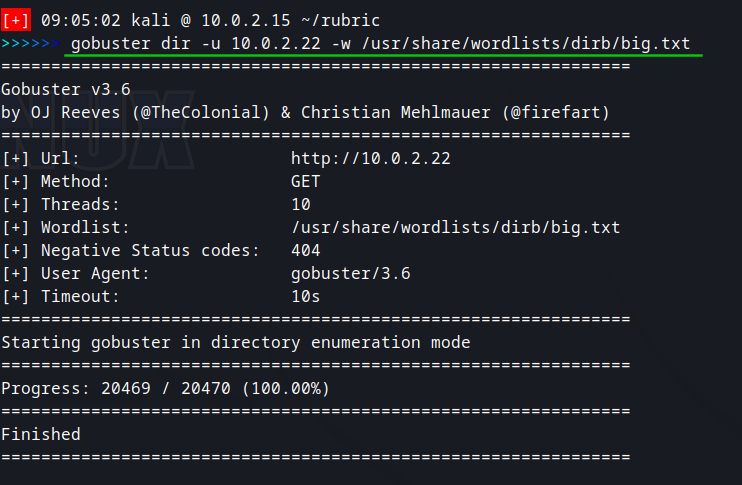 [+] 09:05:02 kali @ 10.0.2.15 ~/rubric
>>>>>> gobuster dir -u 10.0.2.22 -w /usr/share/wordlists/dirb/big.txt
===============================================================
Gobuster v3.6
by OJ Reeves (@TheColonial) & Christian Mehlmauer (@firefart)
===============================================================
[+] Url:                     http://10.0.2.22
[+] Method:                  GET
[+] Threads:                 10
[+] Wordlist:                /usr/share/wordlists/dirb/big.txt
[+] Negative Status codes:   404
[+] User Agent:              gobuster/3.6
[+] Timeout:                 10s
===============================================================
Starting gobuster in directory enumeration mode
===============================================================
Progress: 20469 / 20470 (100.00%)
===============================================================
Finished
===============================================================